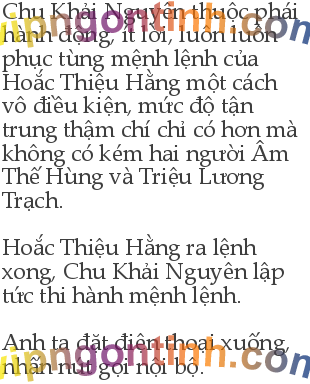 Chu Khải Nguyên thuộc phái
hành động, ít lời, luôn luôn
phục tùng mệnh lệnh của
Hoắc Thiệu Hằng một cách
vô điều kiện, mức độ tận
trung thậm chí chỉ có hơn mà
không có kém hai người Âm
Thế Hùng và Triệu Lương
Trạch.
Hoắc Thiệu Hằng ra lệnh
xong, Chu Khải Nguyên lập
tức thi hành mệnh lệnh.
Anh ta đặt điện thoại xuống,
nhấn nút gọi nội bộ.
vipngontinh.com
vipngontinh.com